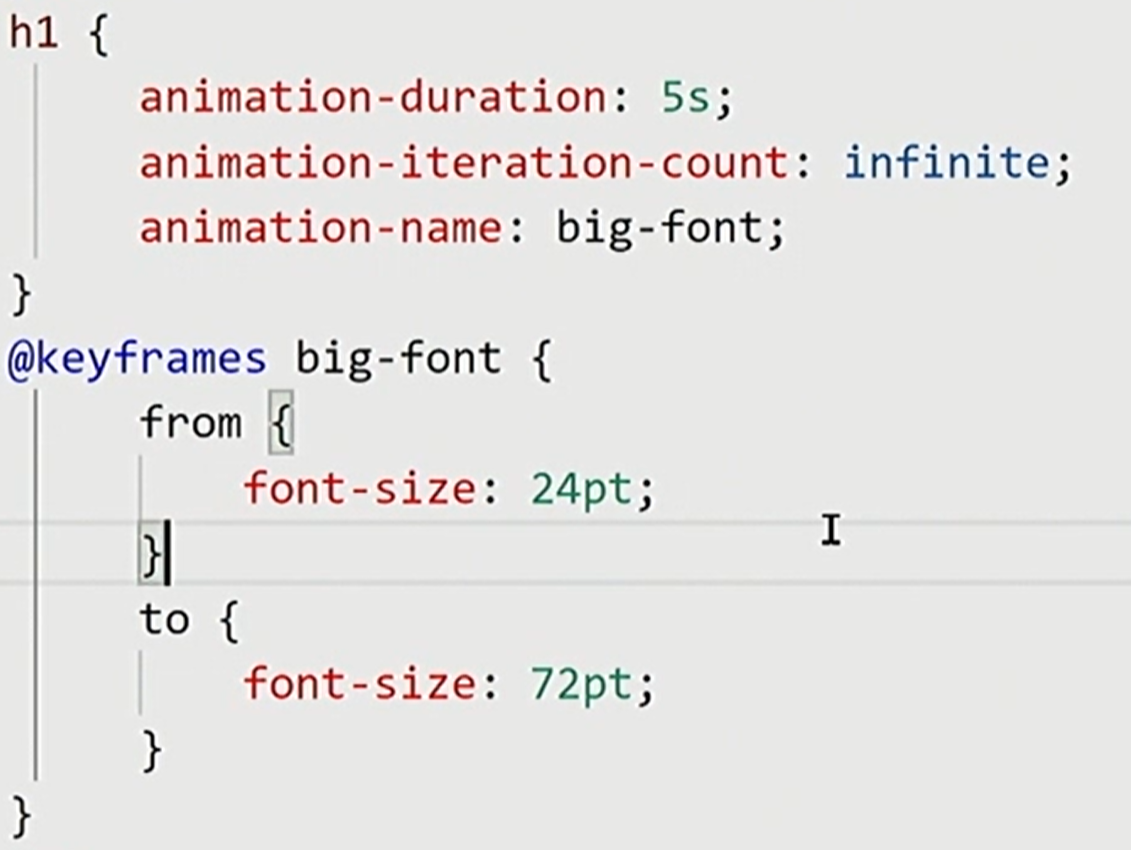 h1 {
animation-duration: 5s;
animation-iteration-count: infinite;
animation-name: big-font;
}
@keyframes big-font {
from {
font-size: 24pt;
}
to {
font-size: 72pt;
}
}